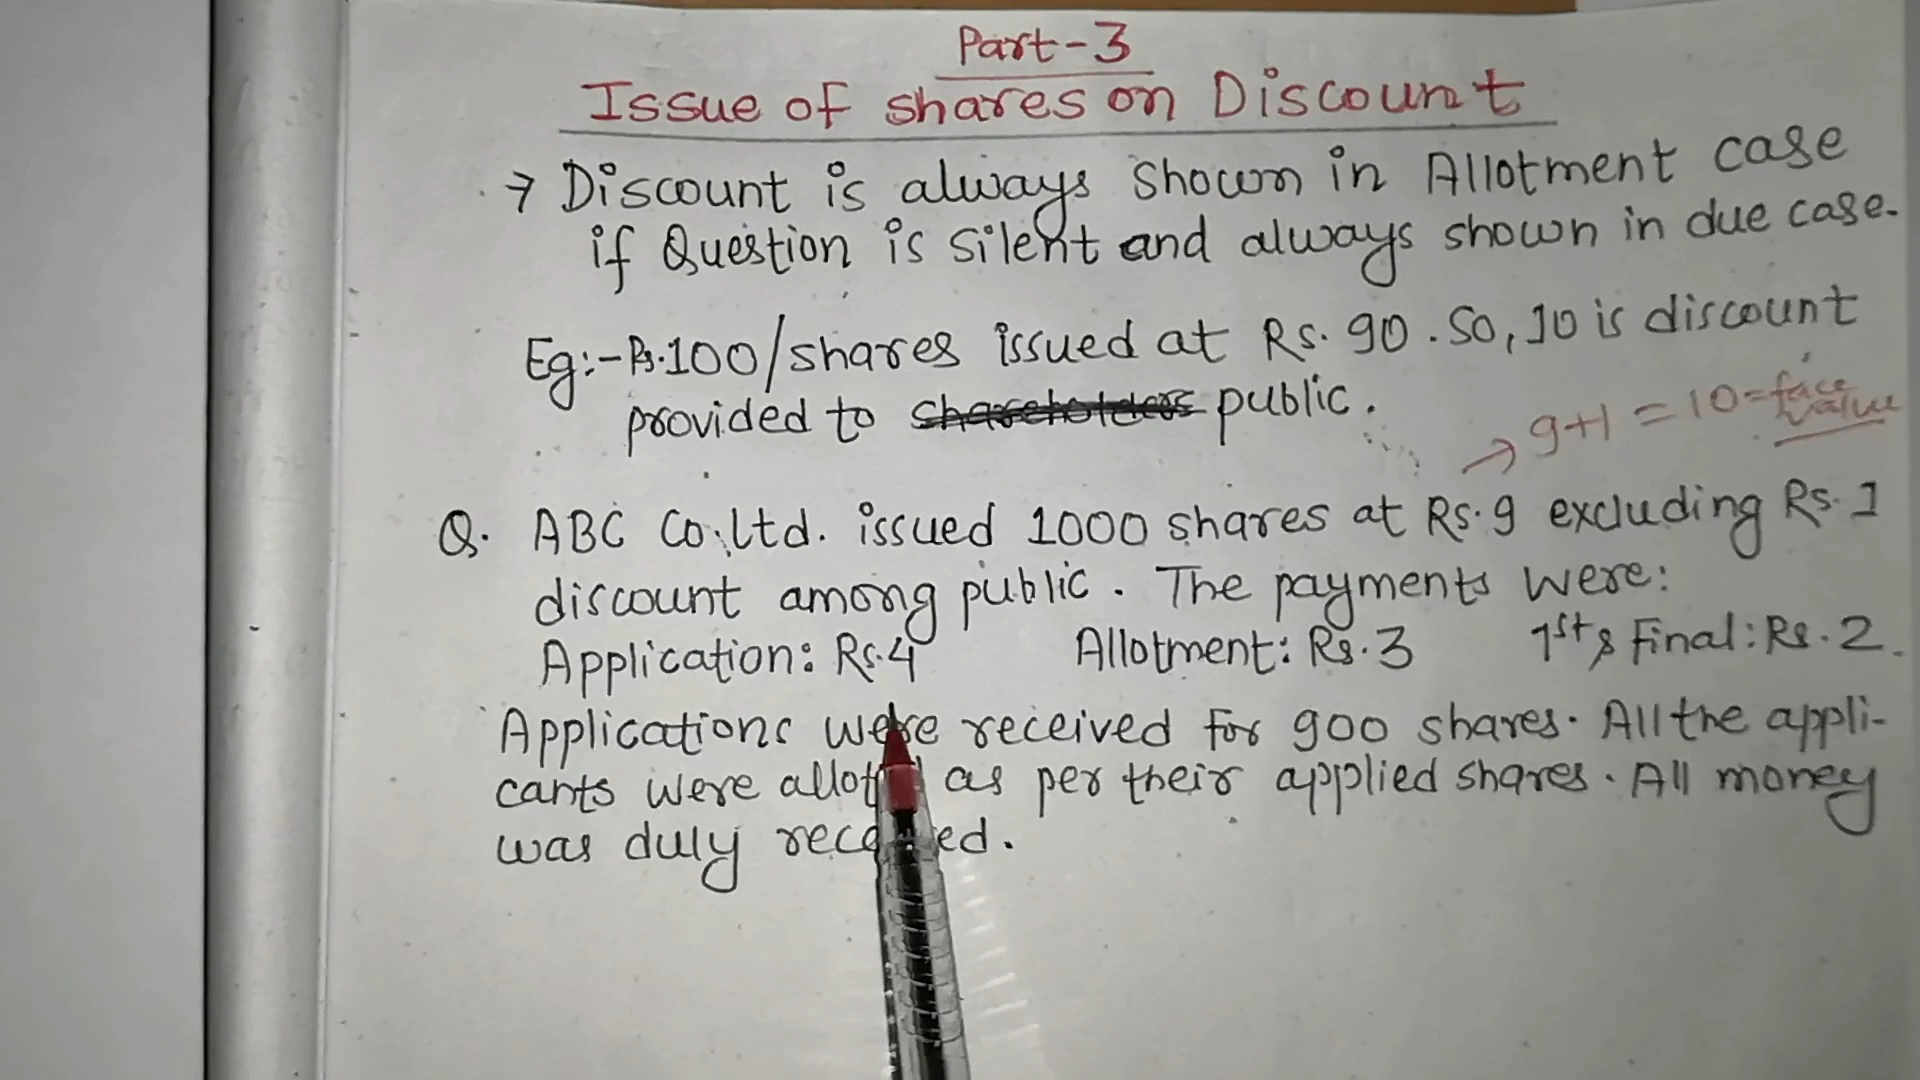 Part-3
Issue of shares on Discount
→ Discount is always shown in Allotment case
if Question is silent and always shown in due case.
Eg:- Rs.100/shares issued at Rs. 90. So, 10 is discount
provided to shareholders public.
→ 9+1 = 10 = face value
Q. ABC Co. Ltd. issued 1000 shares at Rs. 9 excluding Rs. 1
discount among public. The payments were:
Application: Rs. 4 Allotment: Rs. 3 1st & Final: Rs. 2.
Applications were received for 900 shares. All the appli-
cants were as per their applied shares. All money
was duly